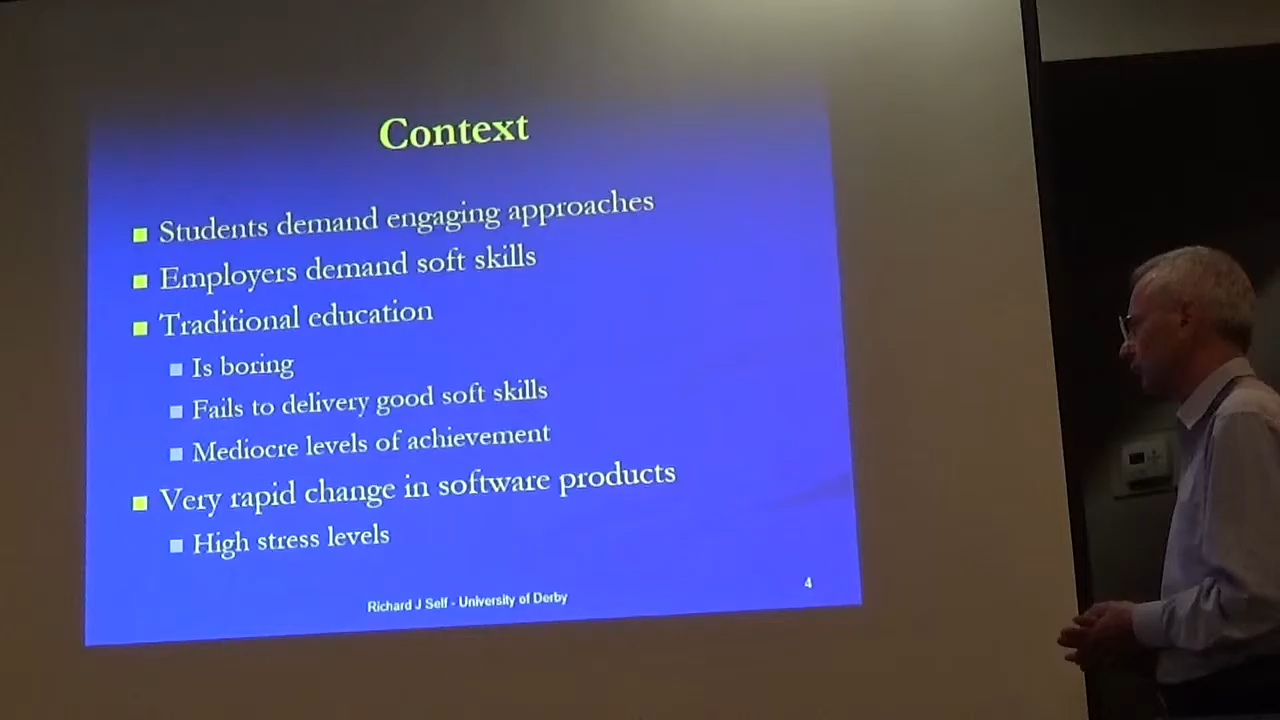 Context
Students demand engaging approaches
Employers demand soft skills
Traditional education
Is boring
Fails to delivery good soft skills
Mediocre levels of achievement
Very rapid change in software products
High stress levels
Richard J Self - University of Derby
4